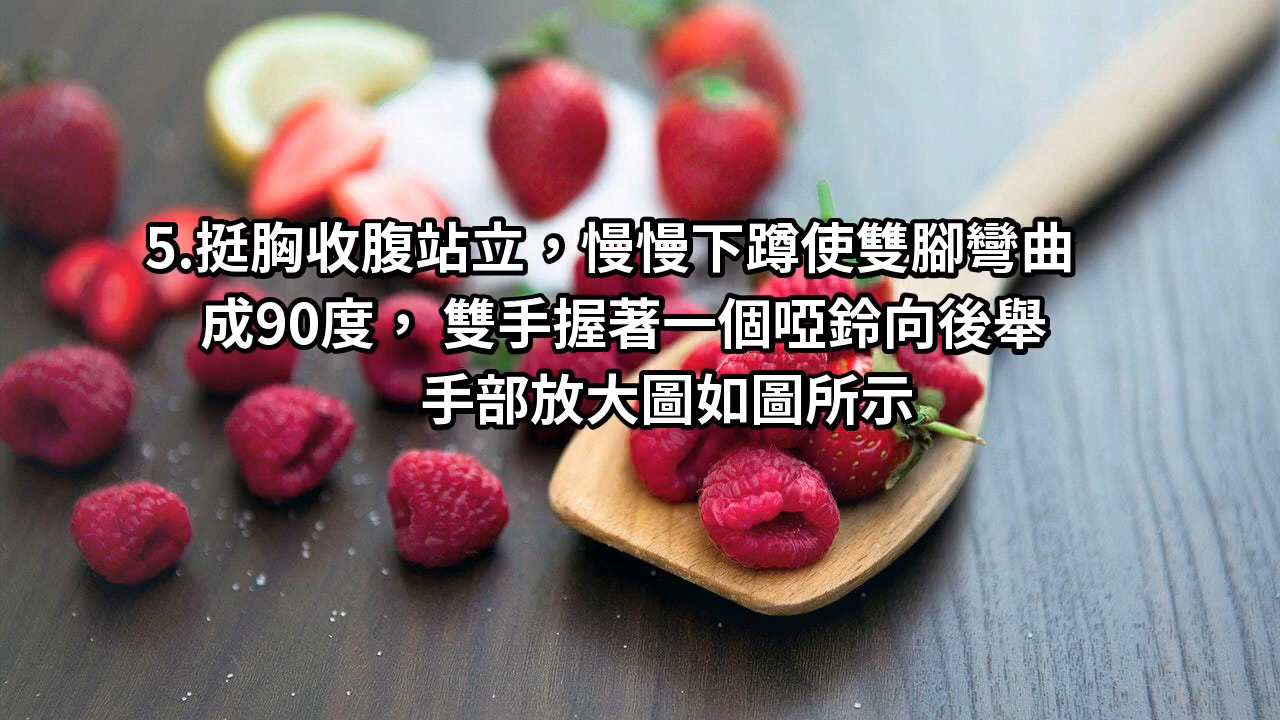 5.挺胸收腹站立，慢慢下蹲使雙腳彎曲
成90度， 雙手握著一個啞鈴向後舉
手部放大圖如圖所示